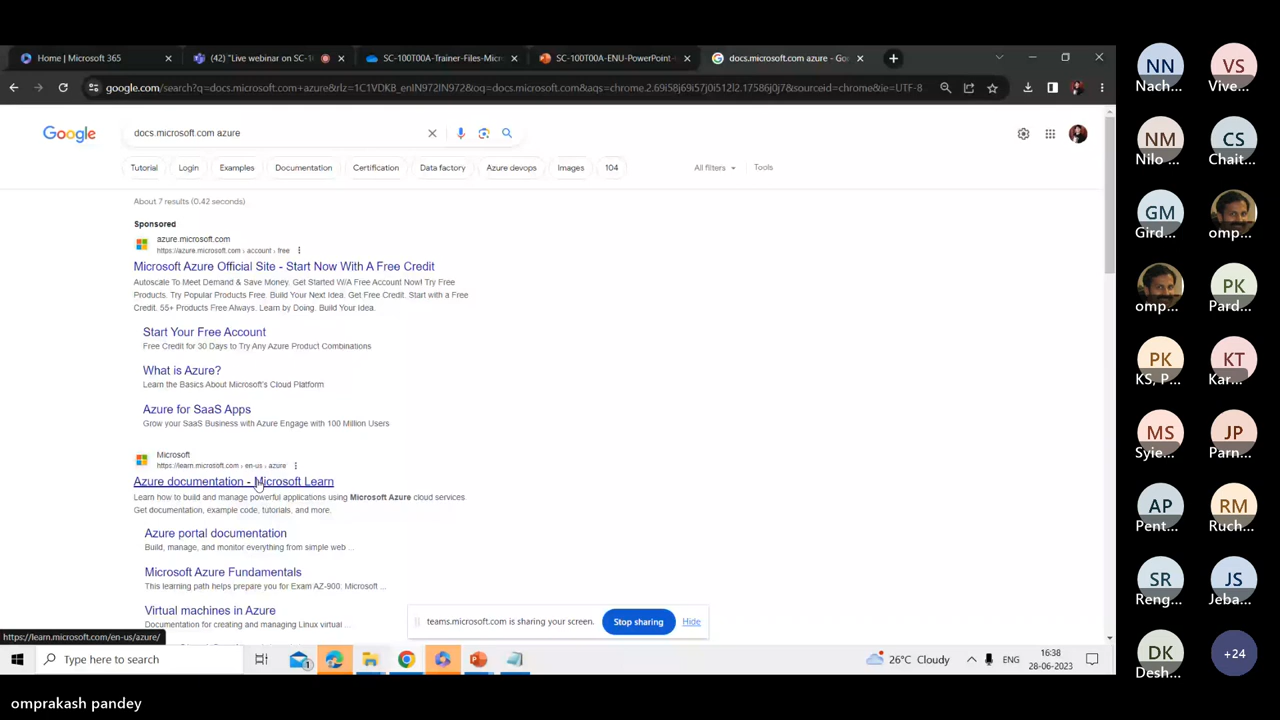 Home | Microsoft 365
(42) "Live webinar on SC-1
SC-100T00A-Trainer-Files-Micr
SC-100T00A-ENU-PowerPoint
docs.microsoft.com azure - Go
google.com/search?q=docs.microsoft.com+azure&rlz=1C1VDKB_enIN972IN972&oq=docs.microsoft.com&aqs=chrome.2.69i58j69i57j0i512l2.17586j0j7&sourceid=chrome&ie=UTF-8
Google
docs.microsoft.com azure
Tutorial
Login
Examples
Documentation
Certification
Data factory
Azure devops
Images
104
All filters
Tools
About 7 results (0.42 seconds)
Sponsored
azure.microsoft.com
https://azure.microsoft.com › account › free
Microsoft Azure Official Site - Start Now With A Free Credit
Autoscale To Meet Demand & Save Money. Get Started W/A Free Account Now! Try Free
Products. Try Popular Products Free. Build Your Next Idea. Get Free Credit. Start with a Free
Credit. 55+ Products Free Always. Learn by Doing. Build Your Idea.
Start Your Free Account
Free Credit for 30 Days to Try Any Azure Product Combinations
What is Azure?
Learn the Basics About Microsoft's Cloud Platform
Azure for SaaS Apps
Grow your SaaS Business with Azure Engage with 100 Million Users
Microsoft
https://learn.microsoft.com › en-us › azure
Azure documentation - Microsoft Learn
Learn how to build and manage powerful applications using Microsoft Azure cloud services.
Get documentation, example code, tutorials, and more.
Azure portal documentation
Build, manage, and monitor everything from simple web ...
Microsoft Azure Fundamentals
This learning path helps prepare you for Exam AZ-900. Microsoft ...
Virtual machines in Azure
Documentation for creating and managing Linux virtual ...
teams.microsoft.com is sharing your screen.
Stop sharing
Hide
https://learn.microsoft.com/en-us/azure/
Type here to search
1
26°C Cloudy
ENG
16:38
28-06-2023
NN
Nach...
VS
Vive...
NM
Nilo ...
CS
Chait...
GM
Gird...
omp...
omp...
PK
Pard...
PK
KS, P...
KT
Kar...
MS
Syie...
JP
Parn...
AP
Pent...
RM
Ruch...
SR
Reng...
JS
Jeba...
DK
Desh...
+24
omprakash pandey